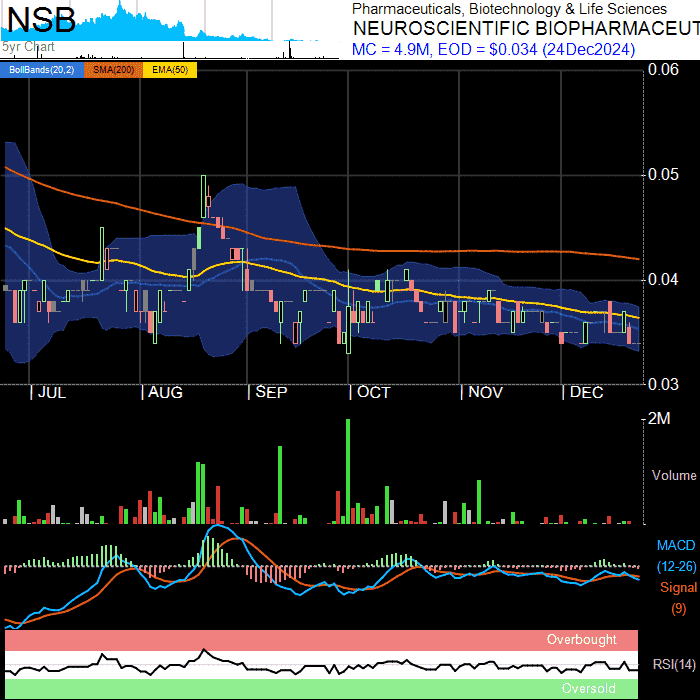 NSB
5yr Chart
Pharmaceuticals, Biotechnology & Life Sciences
NEUROSCIENTIFIC BIOPHARMACEUT
MC = 4.9M, EOD = $0.034 (24Dec2024)
BollBands(20,2) SMA(200) EMA(50)
0.06
0.05
0.04
0.03
JUL AUG SEP OCT NOV DEC
2M
Volume
MACD
(12-26)
Signal
(9)
Overbought
RSI(14)
Oversold